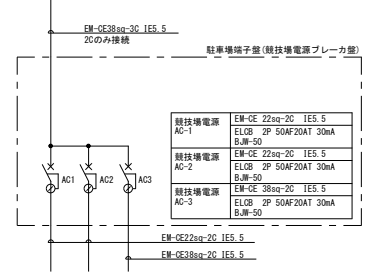 EM-CE38sq-3C IE5.5
2Cのみ接続
駐車場端子盤(競技場電源ブレーカ盤)
競技場電源
AC-1
EM-CE 22sq-2C IE5.5
ELCB 2P 50AF20AT 30mA
BJW-50
競技場電源
AC-2
EM-CE 22sq-2C IE5.5
ELCB 2P 50AF20AT 30mA
BJW-50
競技場電源
AC-3
EM-CE 38sq-2C IE5.5
ELCB 2P 50AF20AT 30mA
BJW-50
AC1 AC2 AC3
EM-CE22sq-2C IE5.5
EM-CE38sq-2C IE5.5